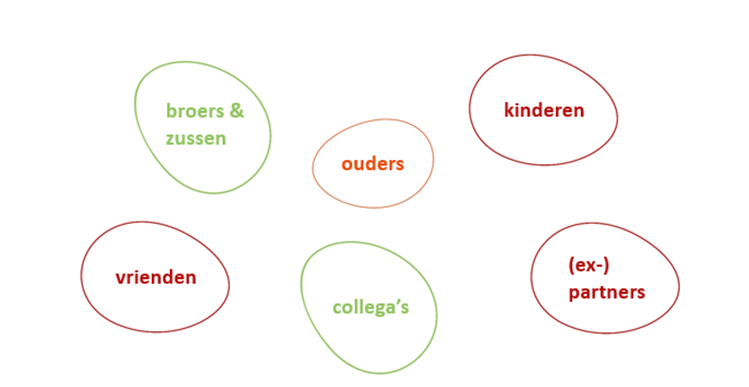 broers &
zussen
kinderen
ouders
vrienden
(ex-)
partners
collega's